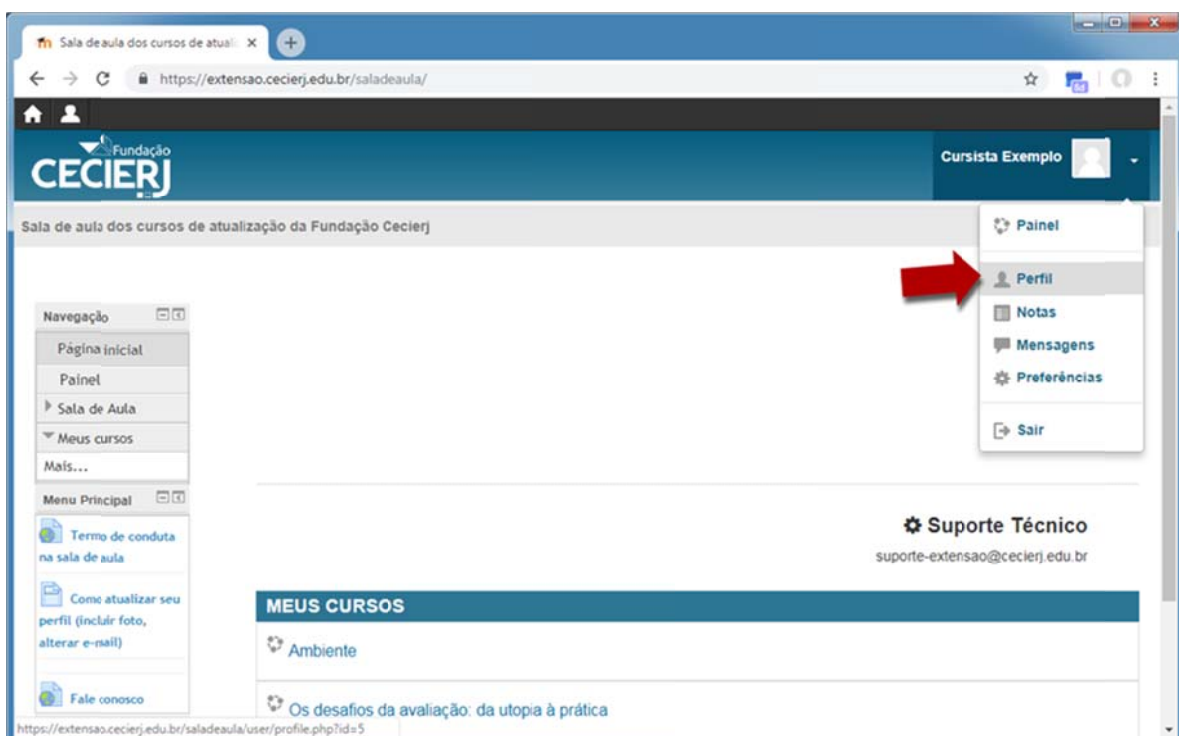 Sala de aula dos cursos de atuali
https://extensao.cecierj.edu.br/saladeaula/
Fundação
CECIERJ
Cursista Exemplo
Sala de aula dos cursos de atualização da Fundação Cecierj
Painel
Perfil
Notas
Mensagens
Preferências
Sair
Navegação
Página inicial
Painel
Sala de Aula
Meus cursos
Mais...
Menu Principal
Termo de conduta
na sala de aula
Como atualizar seu
perfil (incluir foto,
alterar e-mail)
Fale conosco
Suporte Técnico
suporte-extensao@cecierj.edu.br
MEUS CURSOS
Ambiente
Os desafios da avaliação: da utopia à prática
https://extensao.cecierj.edu.br/saladeaula/user/profile.php?id=5